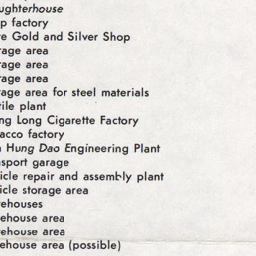 ughterhouse
p factory
e Gold and Silver Shop
rage area
rage area
rage area
rage area for steel materials
tile plant
ng Long Cigarette Factory
acco factory
Hung Dao Engineering Plant
nsport garage
icle repair and assembly plant
icle storage area
ehouses
ehouse area
ehouse area
ehouse area (possible)